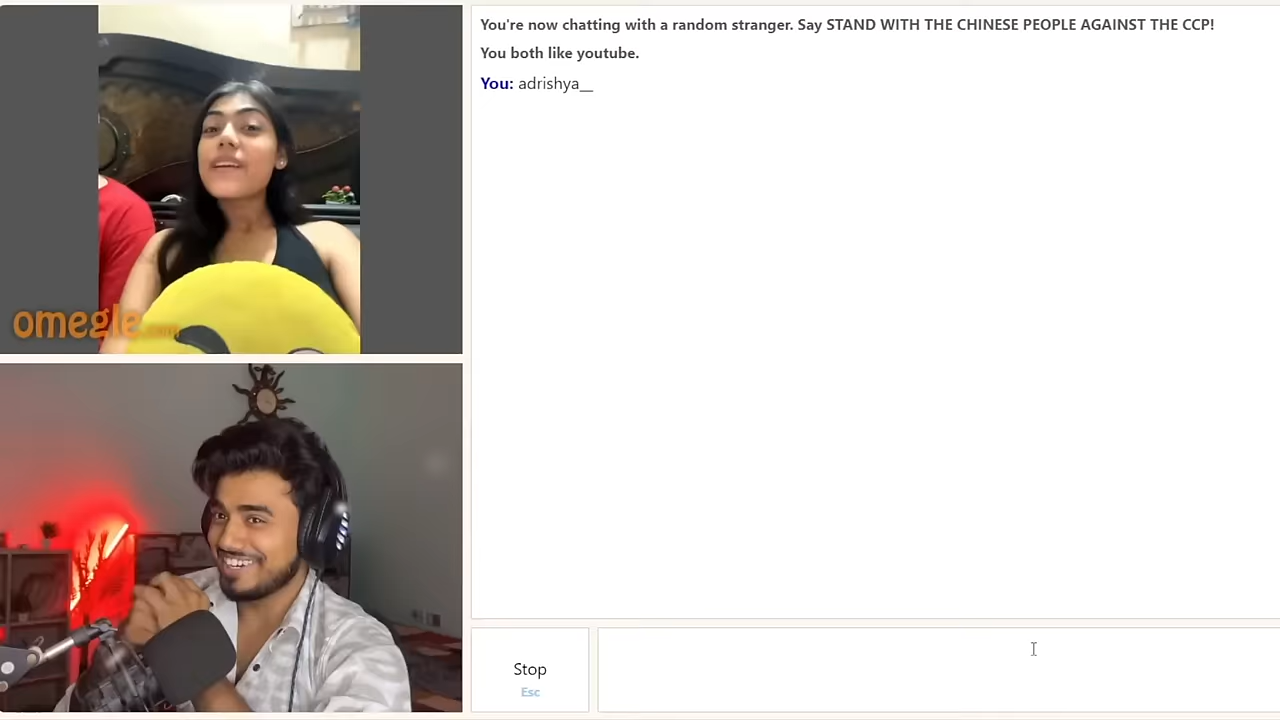 You're now chatting with a random stranger. Say STAND WITH THE CHINESE PEOPLE AGAINST THE CCP!
You both like youtube.
You: adrishya__
omegle.com
Stop
Esc